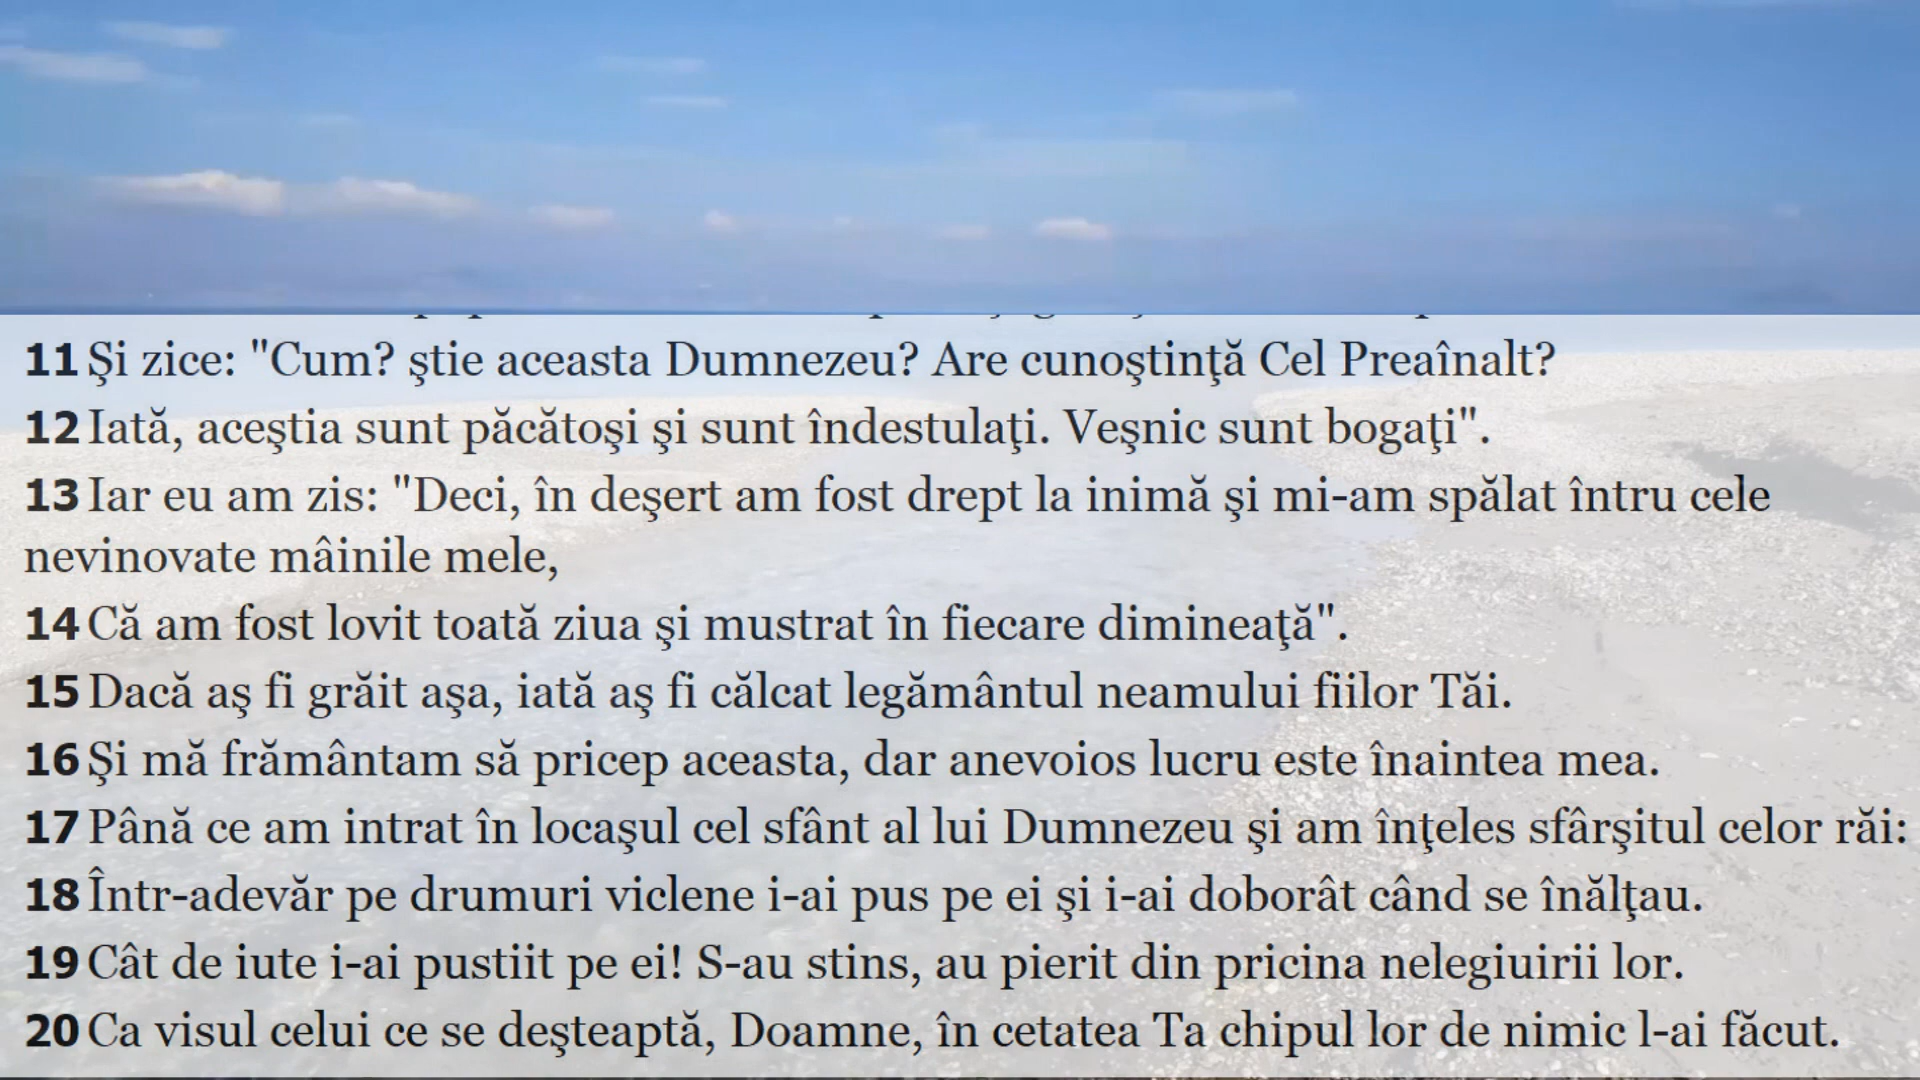 11 Şi zice: "Cum? ştie aceasta Dumnezeu? Are cunoştinţă Cel Preaînalt?
12 Iată, aceştia sunt păcătoşi şi sunt îndestulaţi. Veşnic sunt bogaţi".
13 Iar eu am zis: "Deci, în deşert am fost drept la inimă şi mi-am spălat întru cele
nevinovate mâinile mele,
14 Că am fost lovit toată ziua şi mustrat în fiecare dimineaţă".
15 Dacă aş fi grăit aşa, iată aş fi călcat legământul neamului fiilor Tăi.
16 Şi mă frământam să pricep aceasta, dar anevoios lucru este înaintea mea.
17 Până ce am intrat în locaşul cel sfânt al lui Dumnezeu şi am înţeles sfârşitul celor răi:
18 Într-adevăr pe drumuri viclene i-ai pus pe ei şi i-ai doborât când se înălţau.
19 Cât de iute i-ai pustiit pe ei! S-au stins, au pierit din pricina nelegiuirii lor.
20 Ca visul celui ce se deşteaptă, Doamne, în cetatea Ta chipul lor de nimic l-ai făcut.